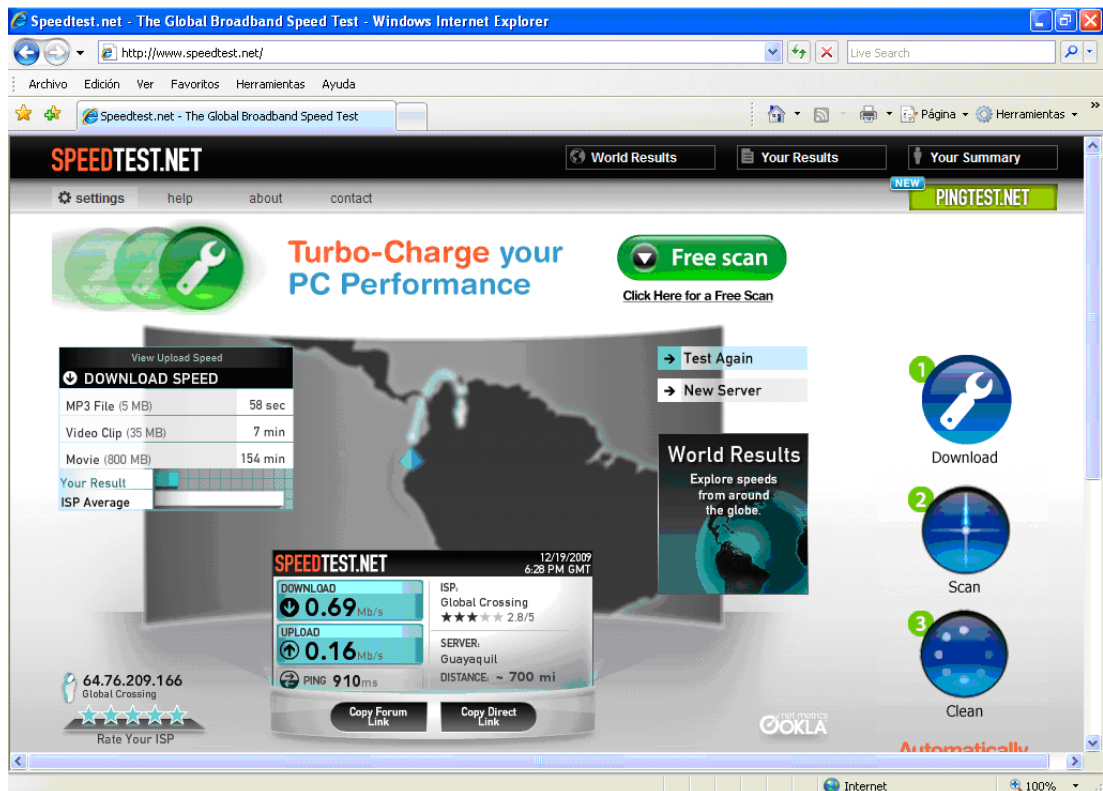 Speedtest.net - The Global Broadband Speed Test - Windows Internet Explorer
http://www.speedtest.net/
Live Search
Archivo Edición Ver Favoritos Herramientas Ayuda
Speedtest.net - The Global Broadband Speed Test
Página Herramientas »
SPEEDTEST.NET
World Results
Your Results
Your Summary
settings help about contact
NEW
PINGTEST.NET
Turbo-Charge your
PC Performance
Free scan
Click Here for a Free Scan
View Upload Speed
DOWNLOAD SPEED
MP3 File (5 MB) 58 sec
Video Clip (35 MB) 7 min
Movie (800 MB) 154 min
Your Result
ISP Average
Test Again
New Server
World Results
Explore speeds
from around
the globe.
1
Download
2
Scan
3
Clean
SPEEDTEST.NET
12/19/2009
6:28 PM GMT
DOWNLOAD
0.69 Mb/s
UPLOAD
0.16 Mb/s
PING 910 ms
ISP:
Global Crossing
★★★★★ 2.8/5
SERVER:
Guayaquil
DISTANCE: ~ 700 mi
Copy Forum
Link
Copy Direct
Link
64.76.209.166
Global Crossing
Rate Your ISP
net metrics
OOKLA
Automatically
Internet
100%